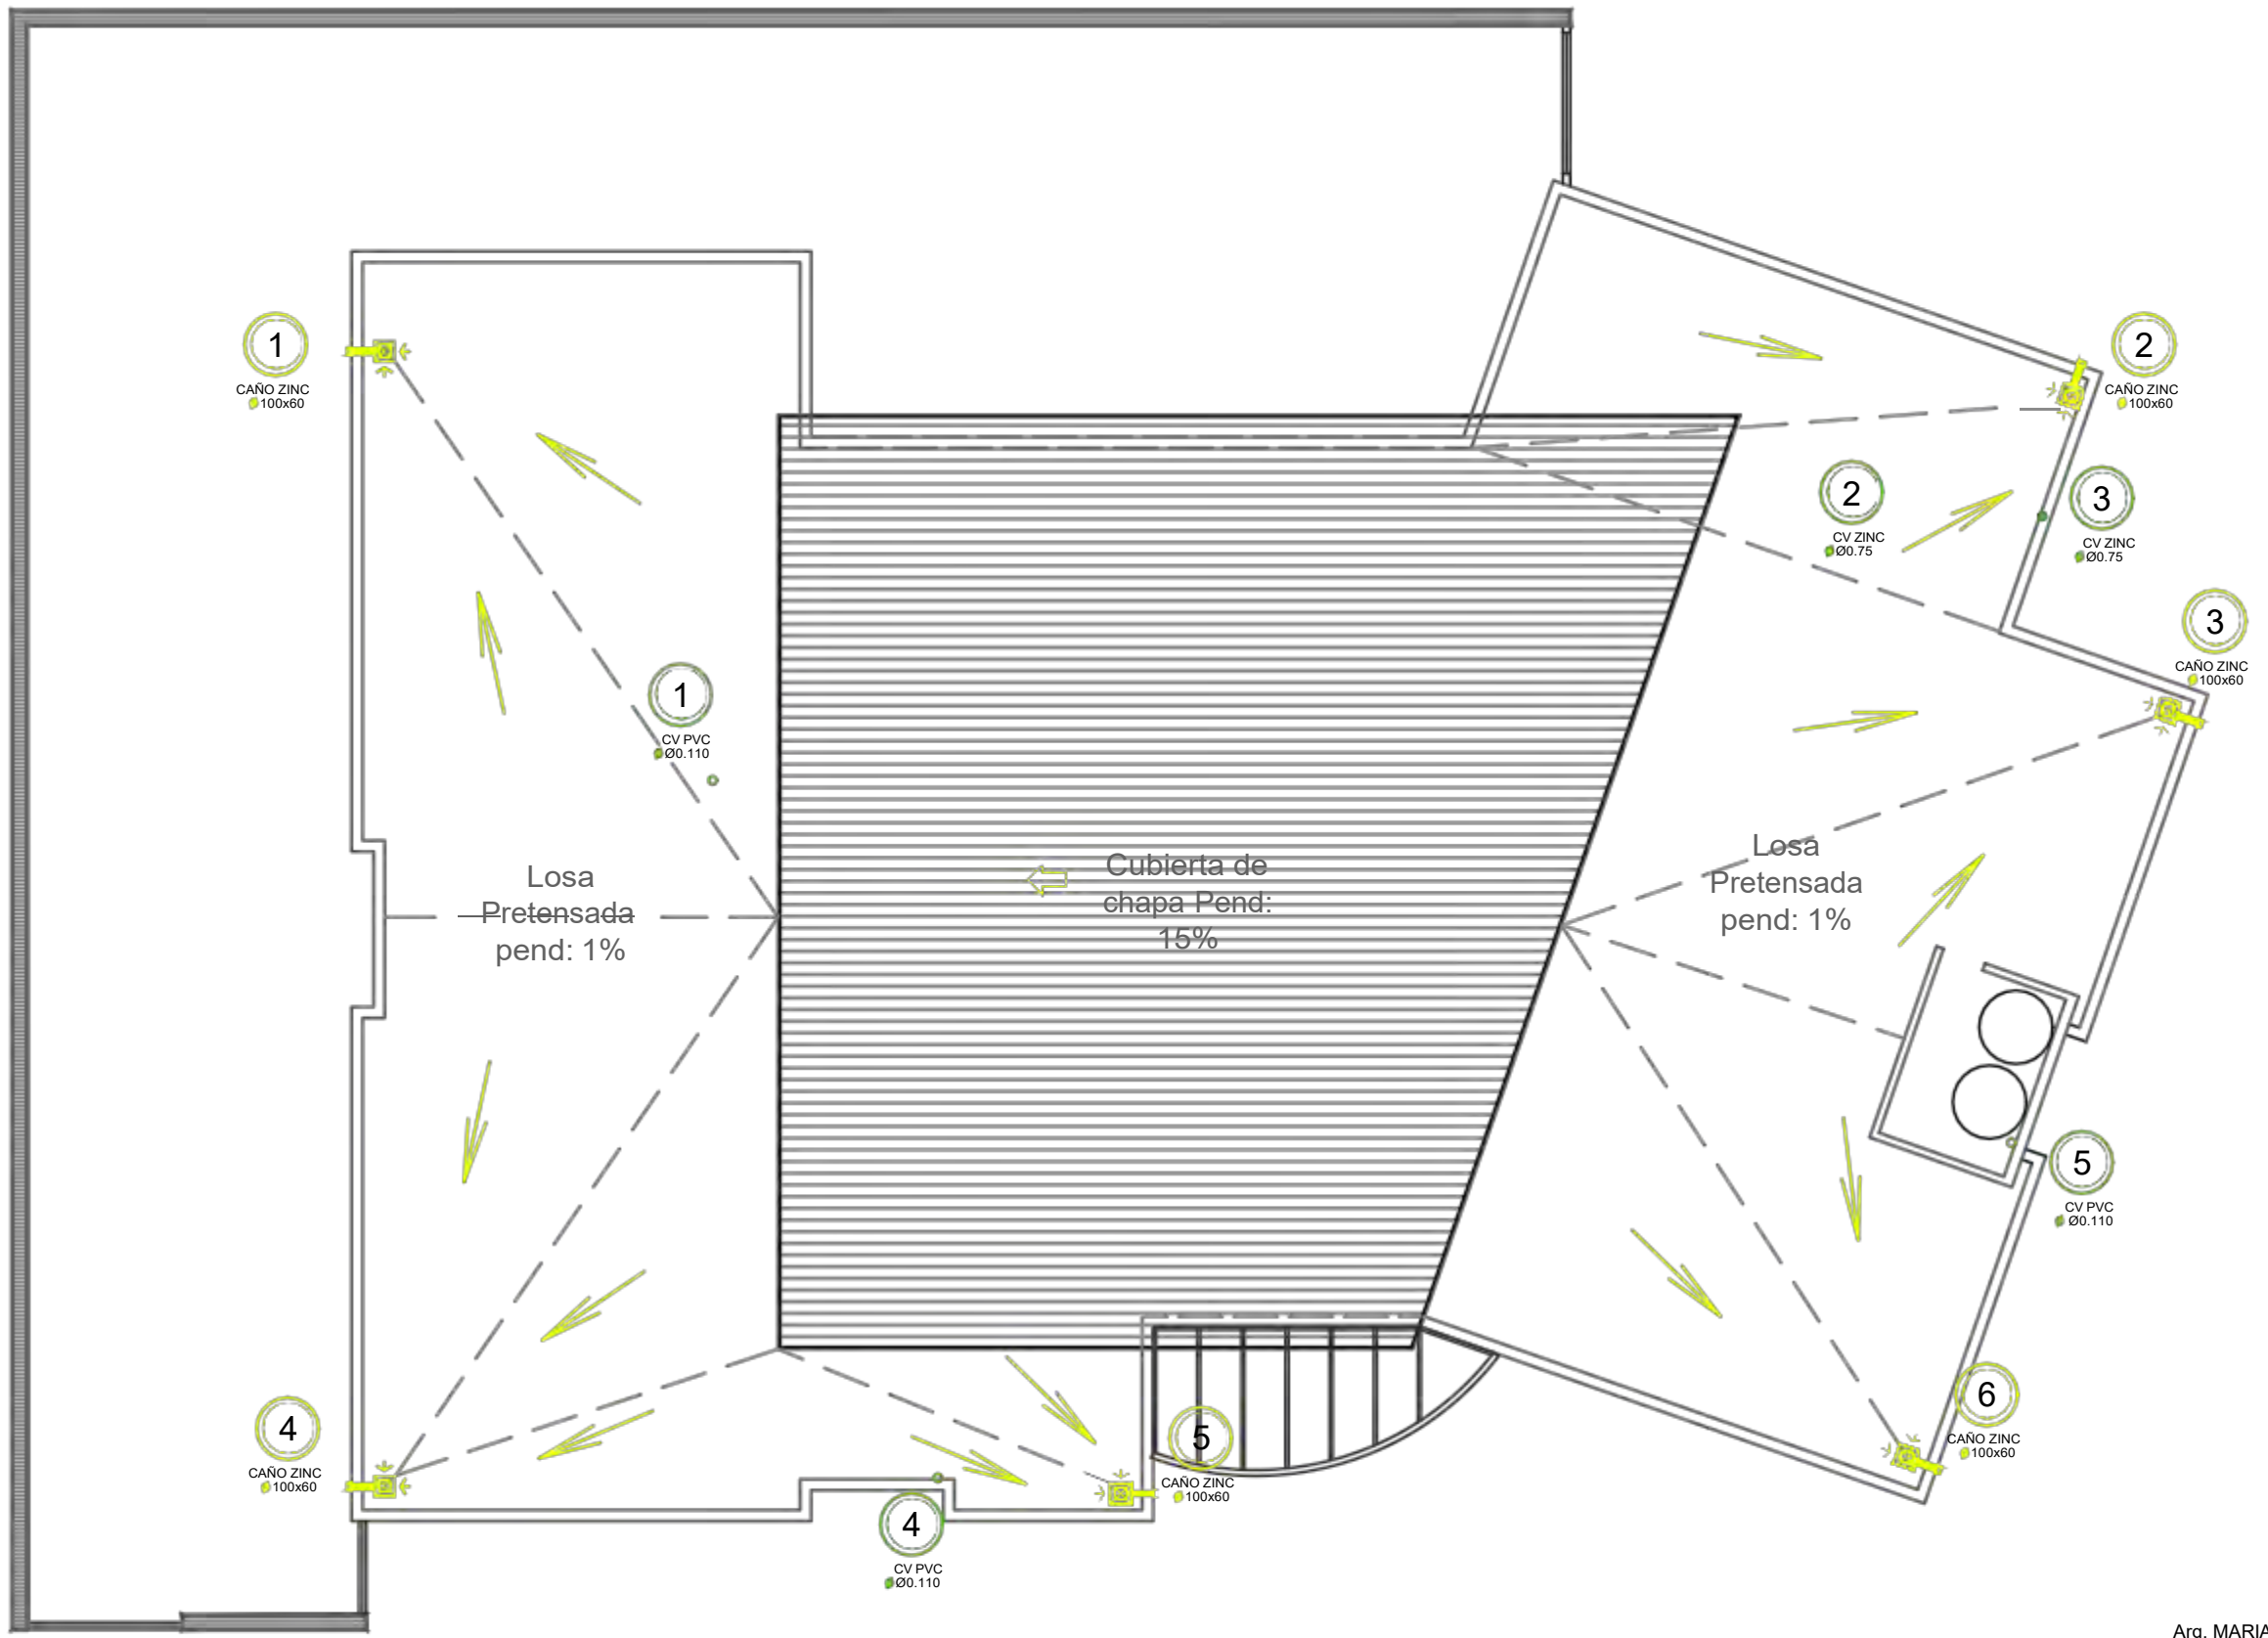 1
CAÑO ZINC
100x60
2
CAÑO ZINC
100x60
2
CV ZINC
Ø0.75
3
CV ZINC
Ø0.75
3
CAÑO ZINC
100x60
1
CV PVC
Ø0.110
Losa
Pretensada
pend: 1%
Cubierta de
chapa Pend:
15%
Losa
Pretensada
pend: 1%
5
CV PVC
Ø0.110
4
CAÑO ZINC
100x60
5
CAÑO ZINC
100x60
6
CAÑO ZINC
100x60
4
CV PVC
Ø0.110
Arq. MARIA